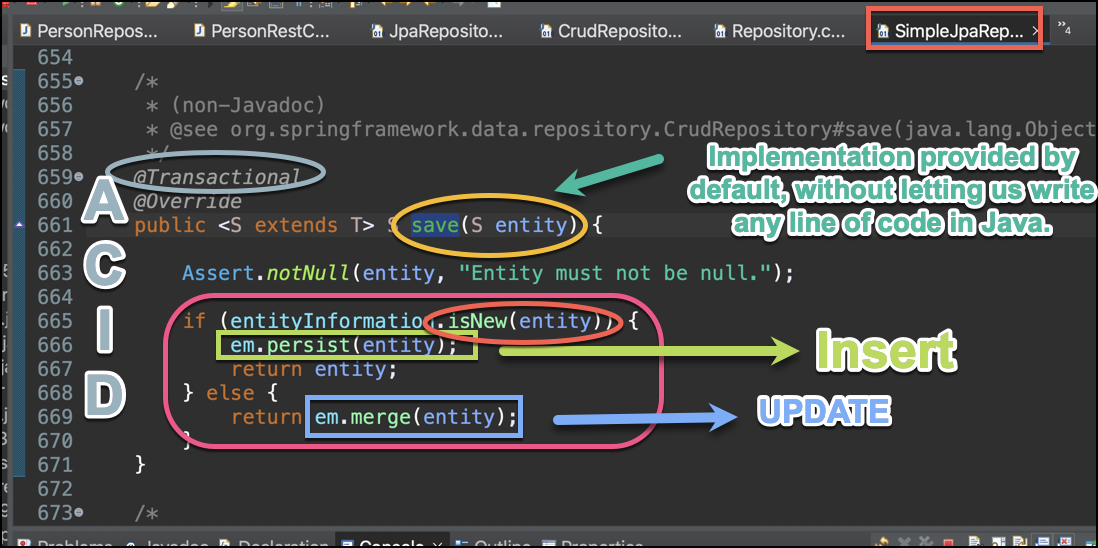 PersonRepos...
PersonRestC...
JpaReposito...
CrudReposito...
Repository.c...
SimpleJpaRep...
»4
654
655 /*
656 * (non-Javadoc)
657 * @see org.springframework.data.repository.CrudRepository#save(java.lang.Object
658 */
659 @Transactional
660 @Override
661 public <S extends T> S save(S entity) {
662
663 Assert.notNull(entity, "Entity must not be null.");
664
665 if (entityInformation.isNew(entity)) {
666 em.persist(entity);
667 return entity;
668 } else {
669 return em.merge(entity);
670 }
671 }
672
673 /*
A
C
I
D
Implementation provided by
default, without letting us write
any line of code in Java.
Insert
UPDATE
Problems
Javadoc
Declaration
Console
Outline
Properties